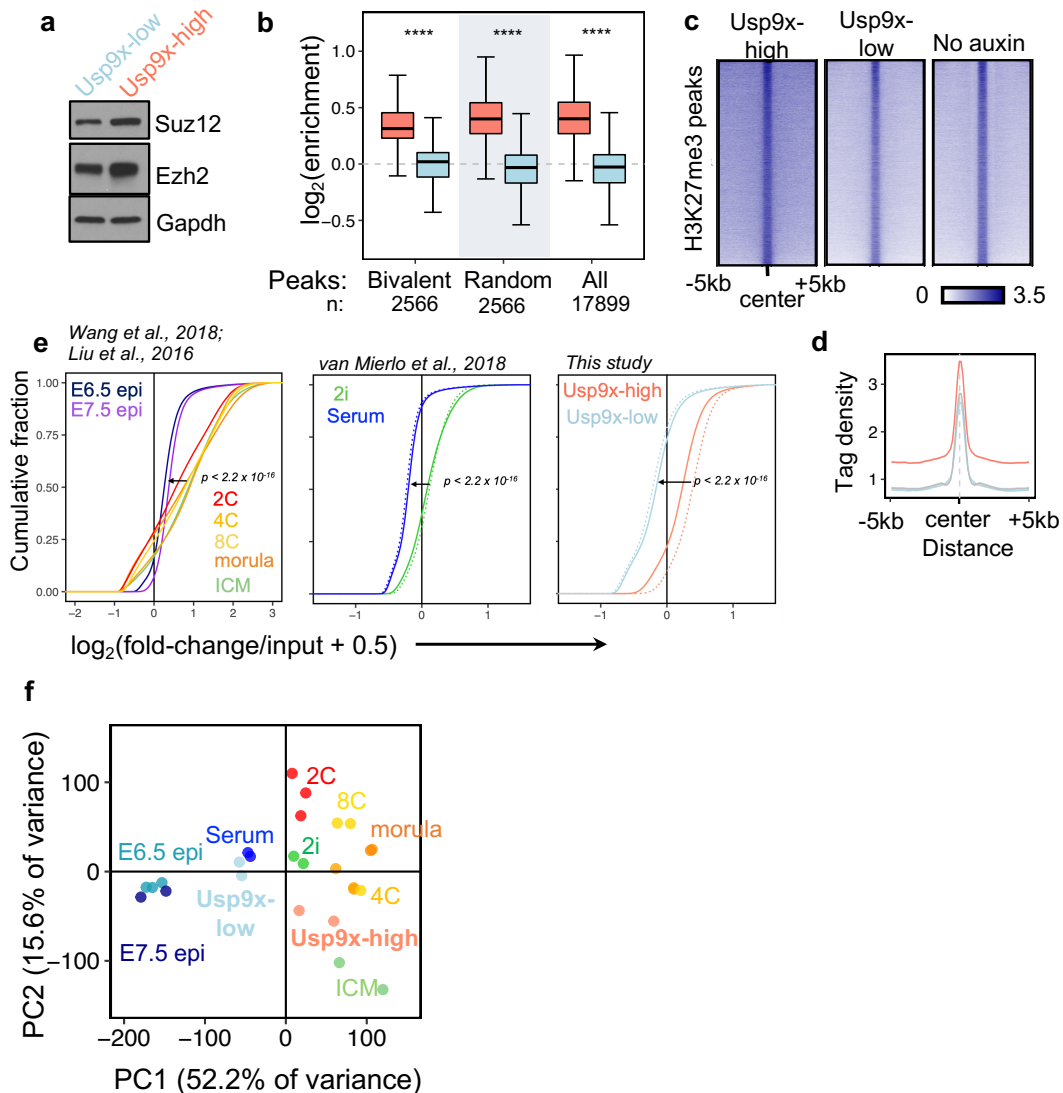 a
Usp9x-low
Usp9x-high
Suz12
Ezh2
Gapdh
b
log2(enrichment)
1.0
0.5
0.0
−0.5
**** **** ****
Peaks: Bivalent Random All
n: 2566 2566 17899
c
Usp9x-high
Usp9x-low
No auxin
H3K27me3 peaks
-5kb center +5kb
0 3.5
d
Tag density
3
2
1
-5kb center +5kb
Distance
e
Wang et al., 2018;
Liu et al., 2016
Cumulative fraction
1.00
0.75
0.50
0.25
0.00
E6.5 epi
E7.5 epi
p < 2.2 x 10-16
2C
4C
8C
morula
ICM
−2 −1 0 1 2 3
van Mierlo et al., 2018
2i
Serum
p < 2.2 x 10-16
−1 0 1
This study
Usp9x-high
Usp9x-low
p < 2.2 x 10-16
−1 0 1
log2(fold-change/input + 0.5)
f
PC2 (15.6% of variance)
100
0
−100
2C
8C
morula
Serum
2i
E6.5 epi
Usp9x-low
4C
Usp9x-high
E7.5 epi
ICM
−200 −100 0 100
PC1 (52.2% of variance)